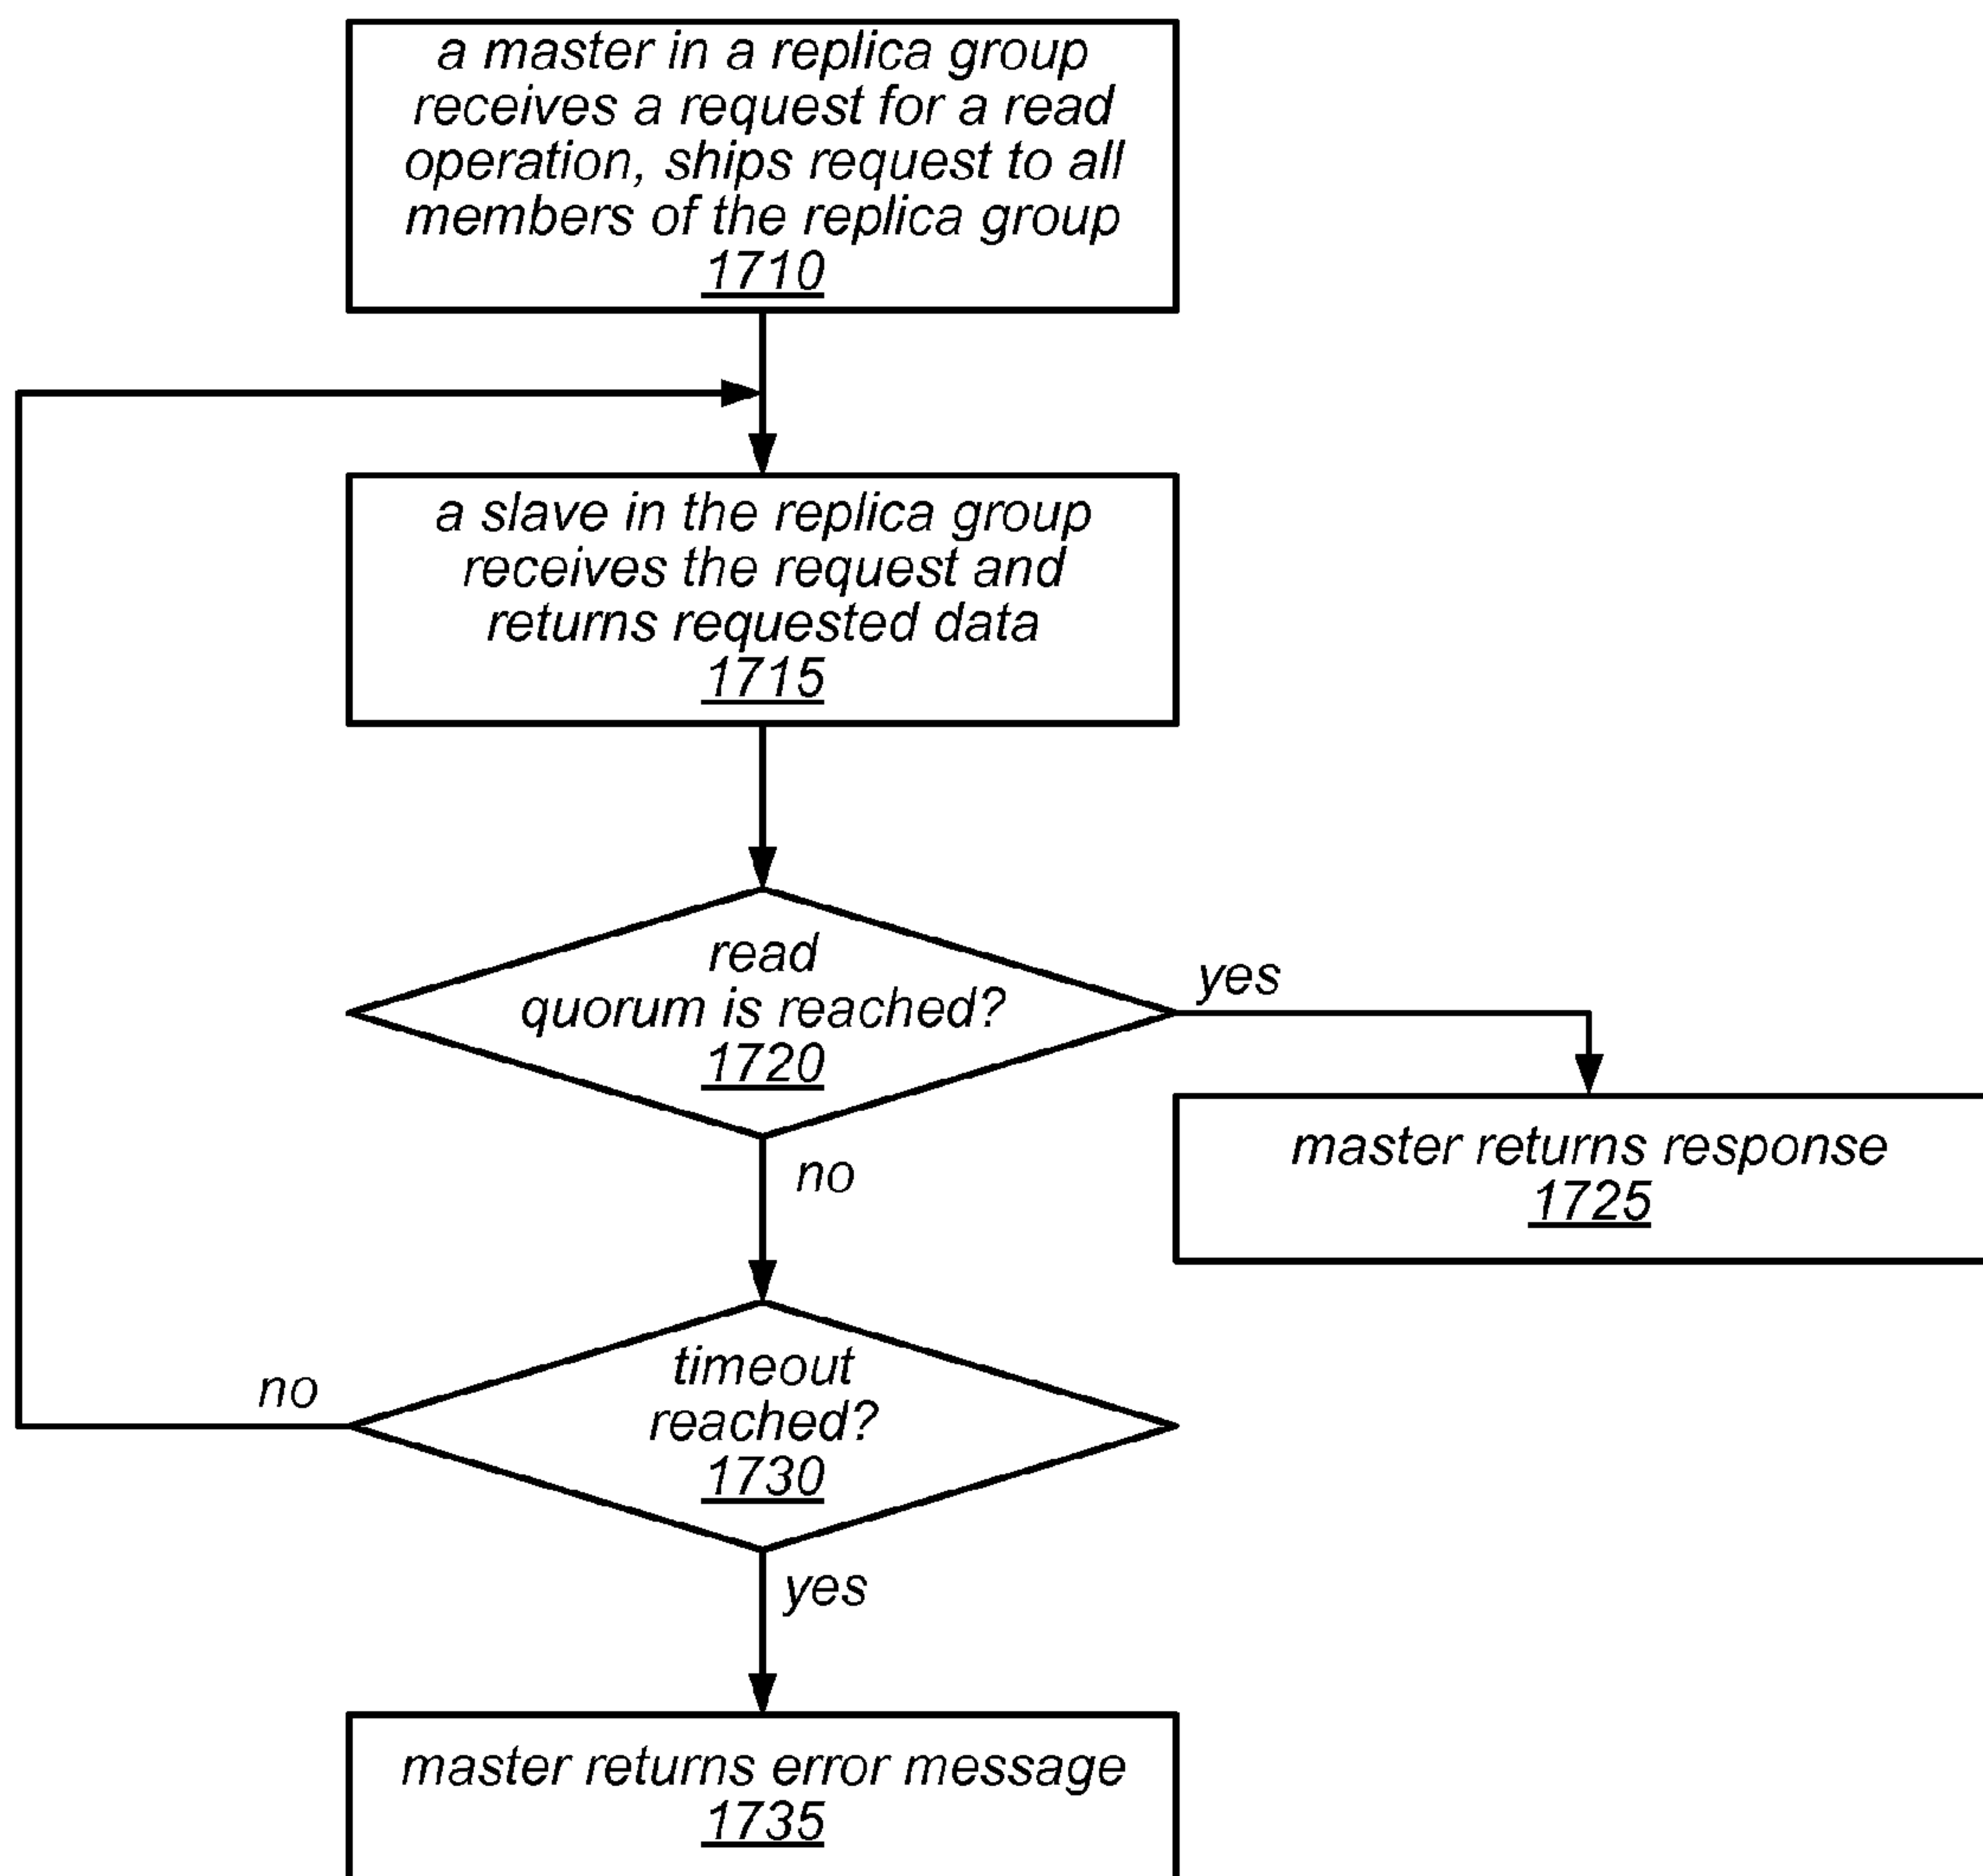 a master in a replica group
receives a request for a read
operation, ships request to all
members of the replica group
1710
a slave in the replica group
receives the request and
returns requested data
1715
read
quorum is reached?
1720
yes
master returns response
1725
no
timeout
reached?
1730
no
yes
master returns error message
1735